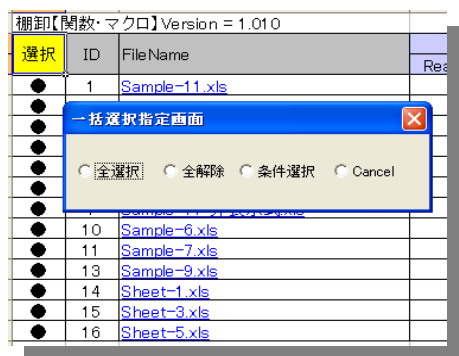 棚卸【関数・マクロ】Version = 1.010
選択 ID FileName
Rea
● 1 Sample-11.xls
一括選択指定画面
全選択 全解除 条件選択 Cancel
● 10 Sample-6.xls
● 11 Sample-7.xls
● 13 Sample-9.xls
● 14 Sheet-1.xls
● 15 Sheet-3.xls
● 16 Sheet-5.xls